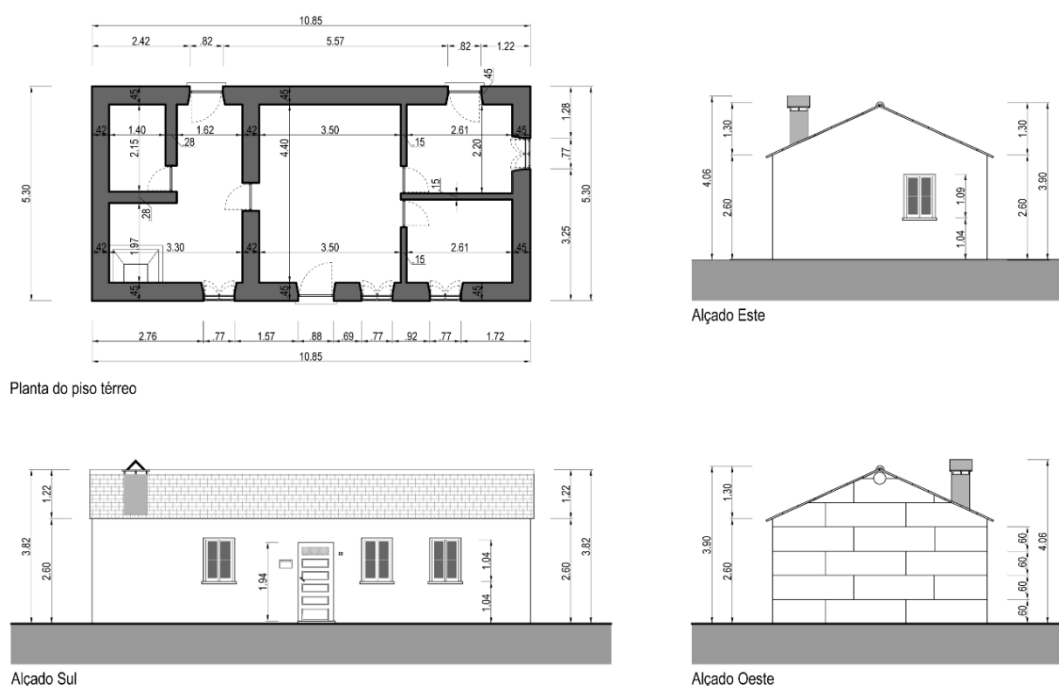 10.85
2.42 .82 5.57 .82 1.22
.45
.45 .45 .45
5.30 .42 1.40 1.62 .42 3.50 2.61 .45 1.28 5.30
.28 .15
2.15 4.40 2.20 .77
.15
.28
1.97 3.25
.42 3.30 .42 3.50 2.61 .45
.15
.45 .45 .45
2.76 .77 1.57 .88 .69 .77 .92 .77 1.72
10.85
Planta do piso térreo
4.06 1.30 1.30 3.90
2.60 1.09 2.60
1.04
Alçado Este
3.82 1.22 1.22 3.82
2.60 1.94 1.04 2.60
1.04
Alçado Sul
3.90 1.30 4.06
2.60 .60
.60
.60
.60
Alçado Oeste